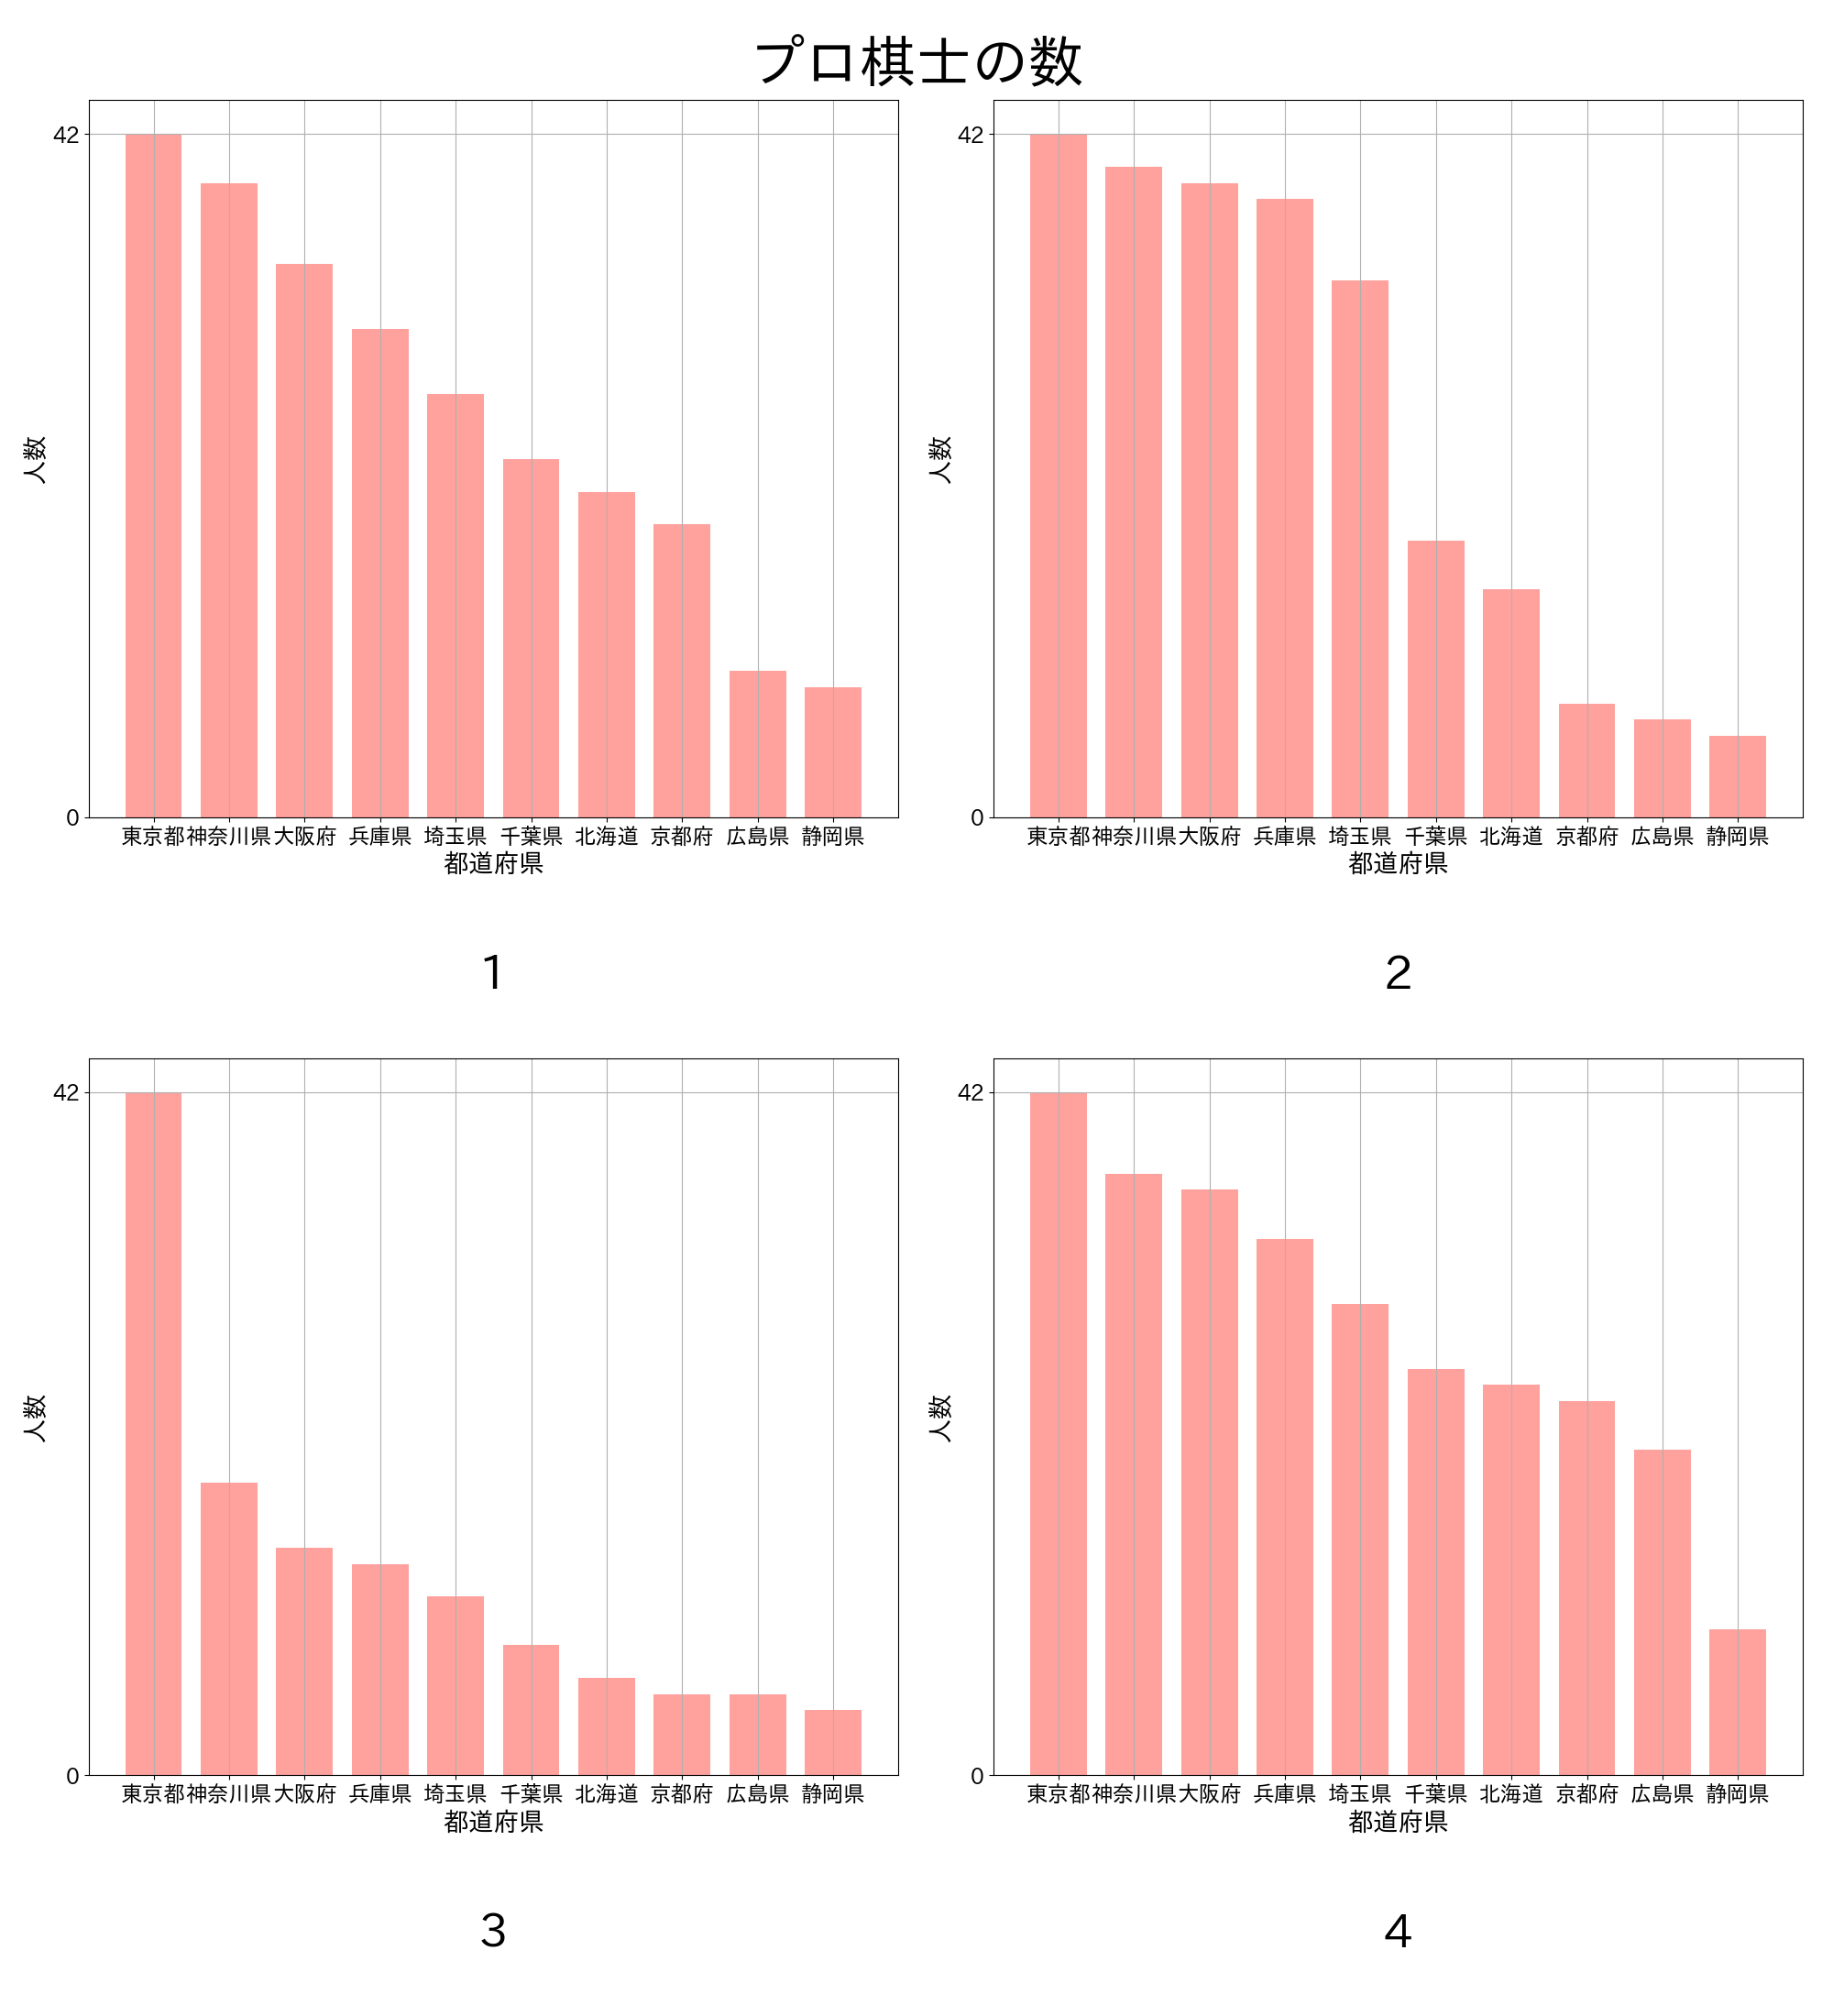 プロ棋士の数
42
人数
0
東京都 神奈川県 大阪府 兵庫県 埼玉県 千葉県 北海道 京都府 広島県 静岡県
都道府県
1
42
人数
0
東京都 神奈川県 大阪府 兵庫県 埼玉県 千葉県 北海道 京都府 広島県 静岡県
都道府県
2
42
人数
0
東京都 神奈川県 大阪府 兵庫県 埼玉県 千葉県 北海道 京都府 広島県 静岡県
都道府県
3
42
人数
0
東京都 神奈川県 大阪府 兵庫県 埼玉県 千葉県 北海道 京都府 広島県 静岡県
都道府県
4